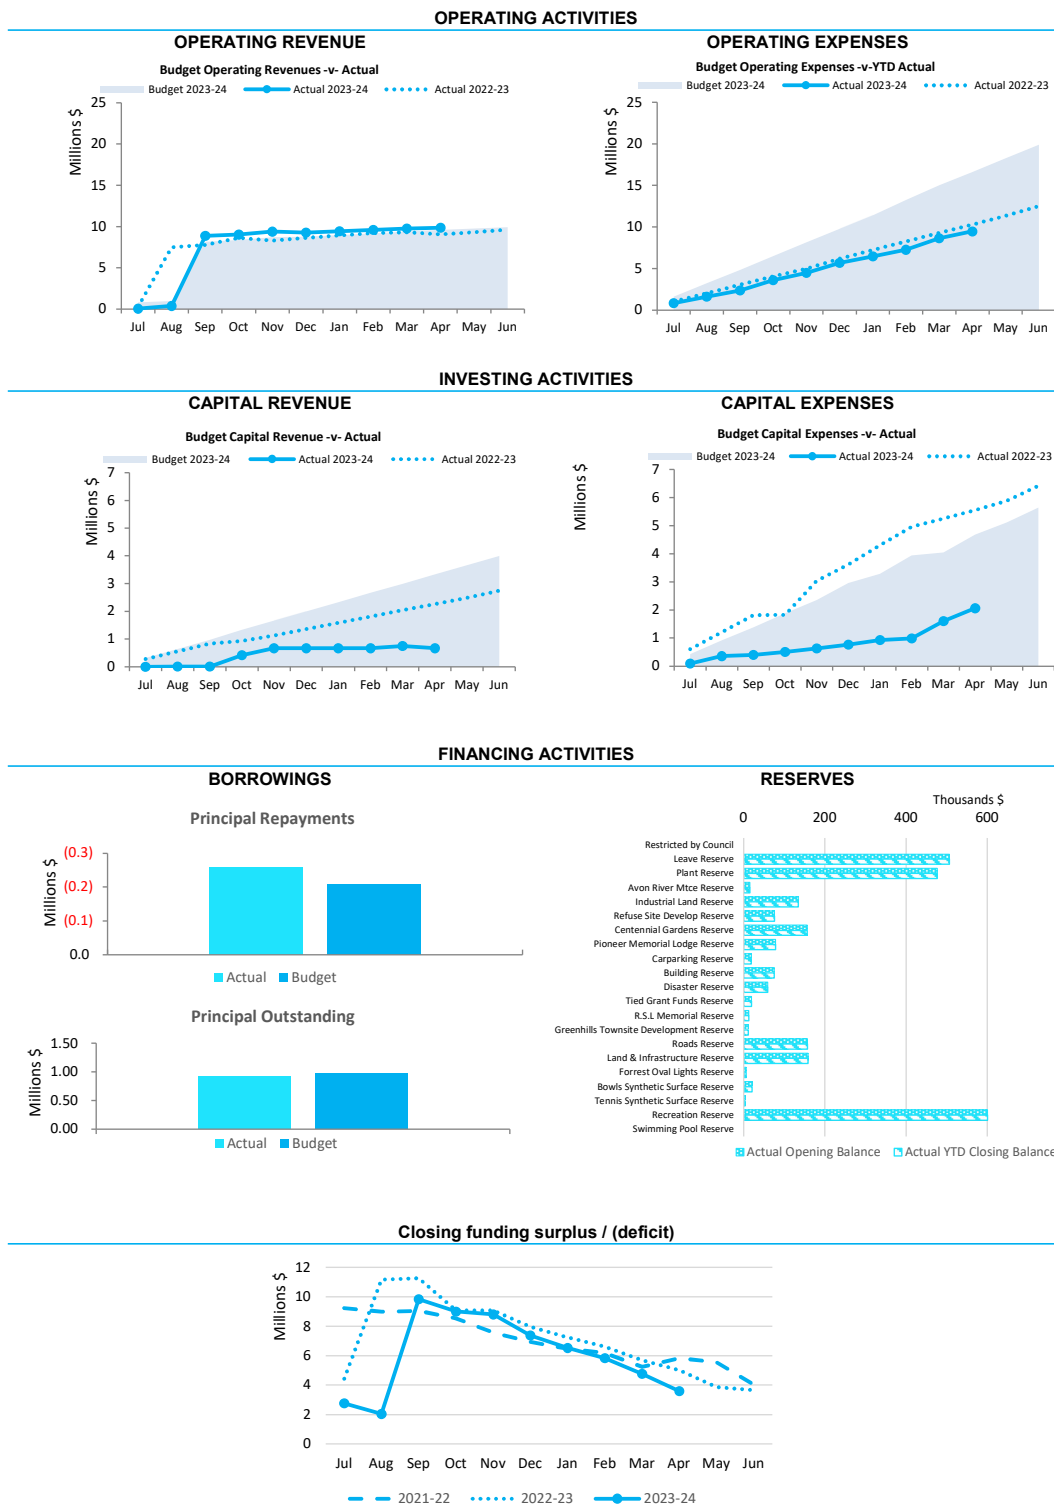 OPERATING ACTIVITIES
OPERATING REVENUE
Budget Operating Revenues -v- Actual
Budget 2023-24 Actual 2023-24 Actual 2022-23
Millions $
25
20
15
10
5
0
Jul Aug Sep Oct Nov Dec Jan Feb Mar Apr May Jun
OPERATING EXPENSES
Budget Operating Expenses -v-YTD Actual
Budget 2023-24 Actual 2023-24 Actual 2022-23
Millions $
25
20
15
10
5
0
Jul Aug Sep Oct Nov Dec Jan Feb Mar Apr May Jun
INVESTING ACTIVITIES
CAPITAL REVENUE
Budget Capital Revenue -v- Actual
Budget 2023-24 Actual 2023-24 Actual 2022-23
Millions $
7
6
5
4
3
2
1
0
Jul Aug Sep Oct Nov Dec Jan Feb Mar Apr May Jun
CAPITAL EXPENSES
Budget Capital Expenses -v- Actual
Budget 2023-24 Actual 2023-24 Actual 2022-23
Millions $
7
6
5
4
3
2
1
0
Jul Aug Sep Oct Nov Dec Jan Feb Mar Apr May Jun
FINANCING ACTIVITIES
BORROWINGS
Principal Repayments
Millions $
(0.3)
(0.2)
(0.1)
0.0
Actual Budget
Principal Outstanding
Millions $
1.50
1.00
0.50
0.00
Actual Budget
RESERVES
Thousands $
0 200 400 600
Restricted by Council
Leave Reserve
Plant Reserve
Avon River Mtce Reserve
Industrial Land Reserve
Refuse Site Develop Reserve
Centennial Gardens Reserve
Pioneer Memorial Lodge Reserve
Carparking Reserve
Building Reserve
Disaster Reserve
Tied Grant Funds Reserve
R.S.L Memorial Reserve
Greenhills Townsite Development Reserve
Roads Reserve
Land & Infrastructure Reserve
Forrest Oval Lights Reserve
Bowls Synthetic Surface Reserve
Tennis Synthetic Surface Reserve
Recreation Reserve
Swimming Pool Reserve
Actual Opening Balance Actual YTD Closing Balance
Closing funding surplus / (deficit)
Millions $
12
10
8
6
4
2
0
Jul Aug Sep Oct Nov Dec Jan Feb Mar Apr May Jun
2021-22 2022-23 2023-24